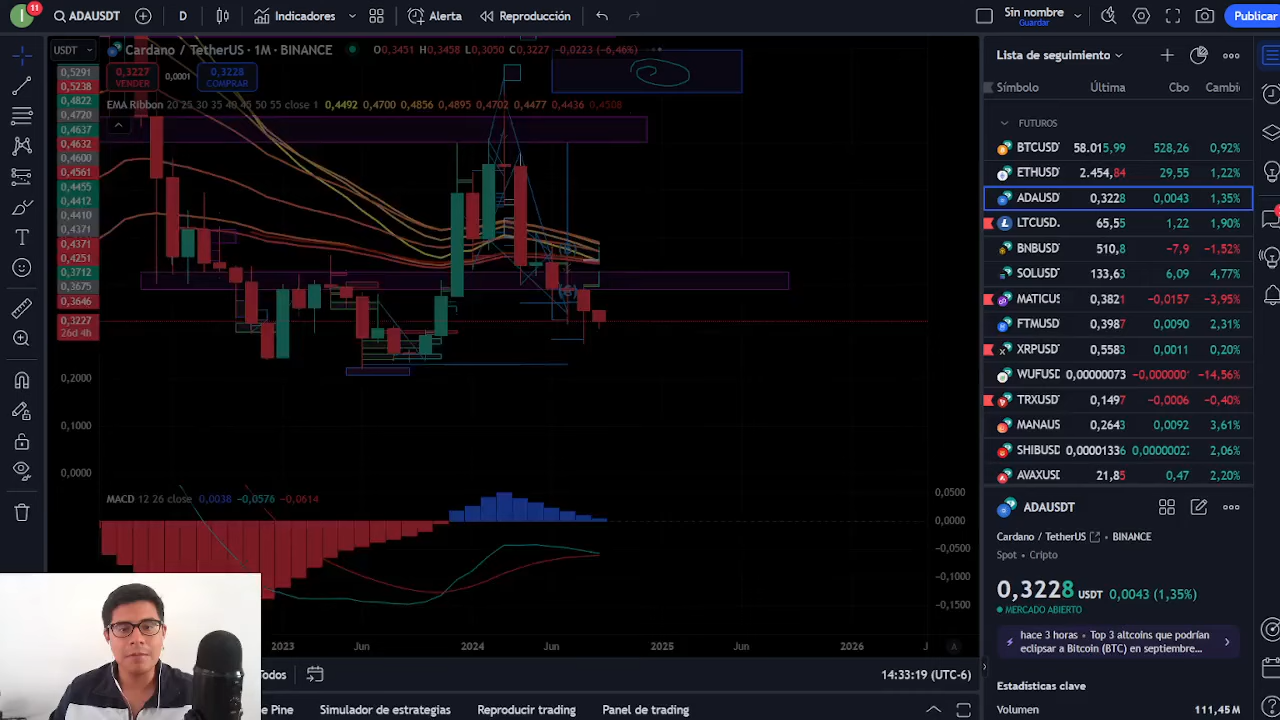 11
ADAUSDT
D
Indicadores
Alerta
Reproducción
Sin nombre
Guardar
Publicar
USDT
Cardano / TetherUS · 1M · BINANCE
O0,3451 H0,3458 L0,3050 C0,3227 −0,0223 (−6,46%)
0,3227
VENDER
0,0001
0,3228
COMPRAR
EMA Ribbon 20 25 30 35 40 45 50 55 close 1 0,4492 0,4700 0,4856 0,4895 0,4702 0,4477 0,4436 0,4508
0,5291
0,5238
0,4822
0,4720
0,4637
0,4632
0,4600
0,4561
0,4455
0,4412
0,4410
0,4371
0,4371
0,4251
0,3712
0,3675
0,3646
0,3227
26d 4h
0,2000
0,1000
0,0000
MACD 12 26 close 0,0038 −0,0576 −0,0614
0,0500
0,0000
−0,0500
−0,1000
−0,1500
2023
Jun
2024
Jun
2025
Jun
2026
J
A
Todos
14:33:19 (UTC-6)
e Pine
Simulador de estrategias
Reproducir trading
Panel de trading
Lista de seguimiento
Símbolo Última Cbo Cambi
FUTUROS
BTCUSD 58.015,99 528,26 0,92%
ETHUSD 2.454,84 29,55 1,22%
ADAUSD 0,3228 0,0043 1,35%
LTCUSD 65,55 1,22 1,90%
BNBUSD 510,8 −7,9 −1,52%
SOLUSD 133,63 6,09 4,77%
MATICUS 0,3821 −0,0157 −3,95%
FTMUSD 0,3987 0,0090 2,31%
XRPUSD 0,5583 0,0011 0,20%
WUFUSD 0,00000073 −0,000000 −14,56%
TRXUSD 0,1497 −0,0006 −0,40%
MANAUS 0,2643 0,0092 3,61%
SHIBUSD 0,00001336 0,0000002 2,06%
AVAXUSD 21,85 0,47 2,20%
ADAUSDT
Cardano / TetherUS · BINANCE
Spot · Cripto
0,3228 USDT 0,0043 (1,35%)
MERCADO ABIERTO
hace 3 horas · Top 3 altcoins que podrían
eclipsar a Bitcoin (BTC) en septiembre...
Estadísticas clave
Volumen 111,45 M